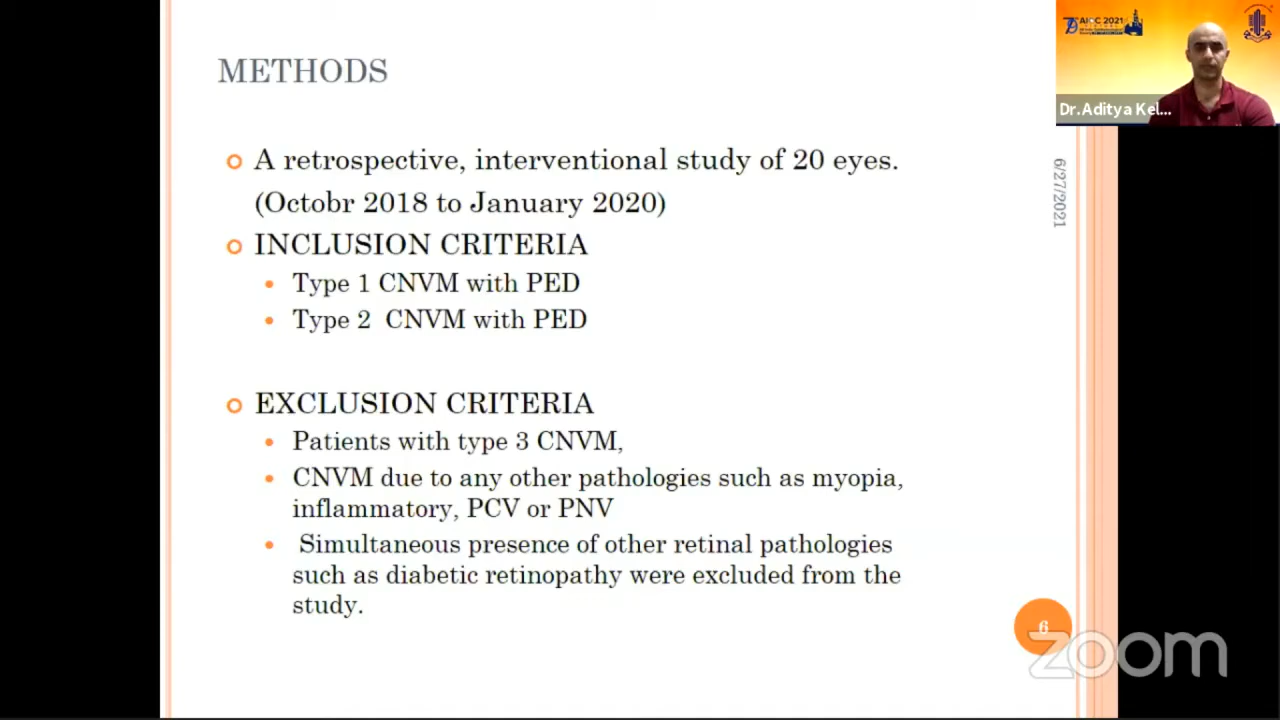 METHODS
A retrospective, interventional study of 20 eyes.
(Octobr 2018 to January 2020)
INCLUSION CRITERIA
Type 1 CNVM with PED
Type 2 CNVM with PED
EXCLUSION CRITERIA
Patients with type 3 CNVM,
CNVM due to any other pathologies such as myopia,
inflammatory, PCV or PNV
Simultaneous presence of other retinal pathologies
such as diabetic retinopathy were excluded from the
study.
6/27/2021
6
zoom
AIOC 2021
Dr.Aditya Kel...